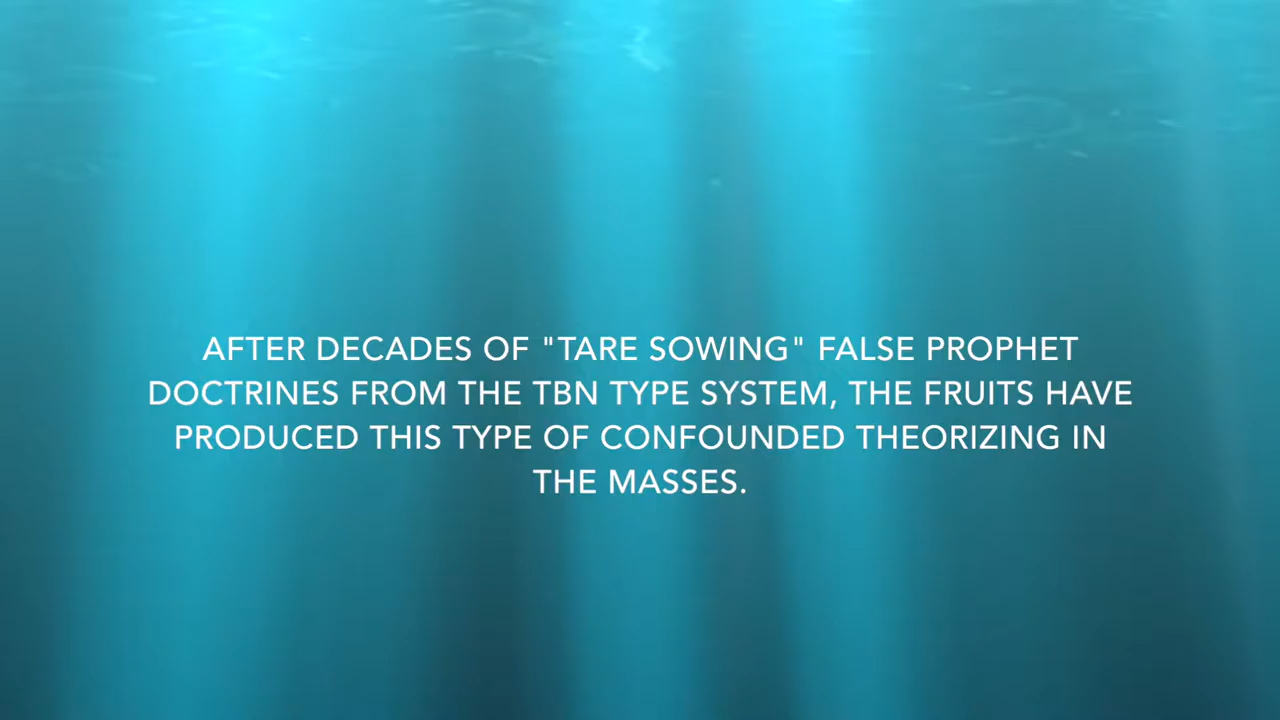 AFTER DECADES OF "TARE SOWING" FALSE PROPHET
DOCTRINES FROM THE TBN TYPE SYSTEM, THE FRUITS HAVE
PRODUCED THIS TYPE OF CONFOUNDED THEORIZING IN
THE MASSES.